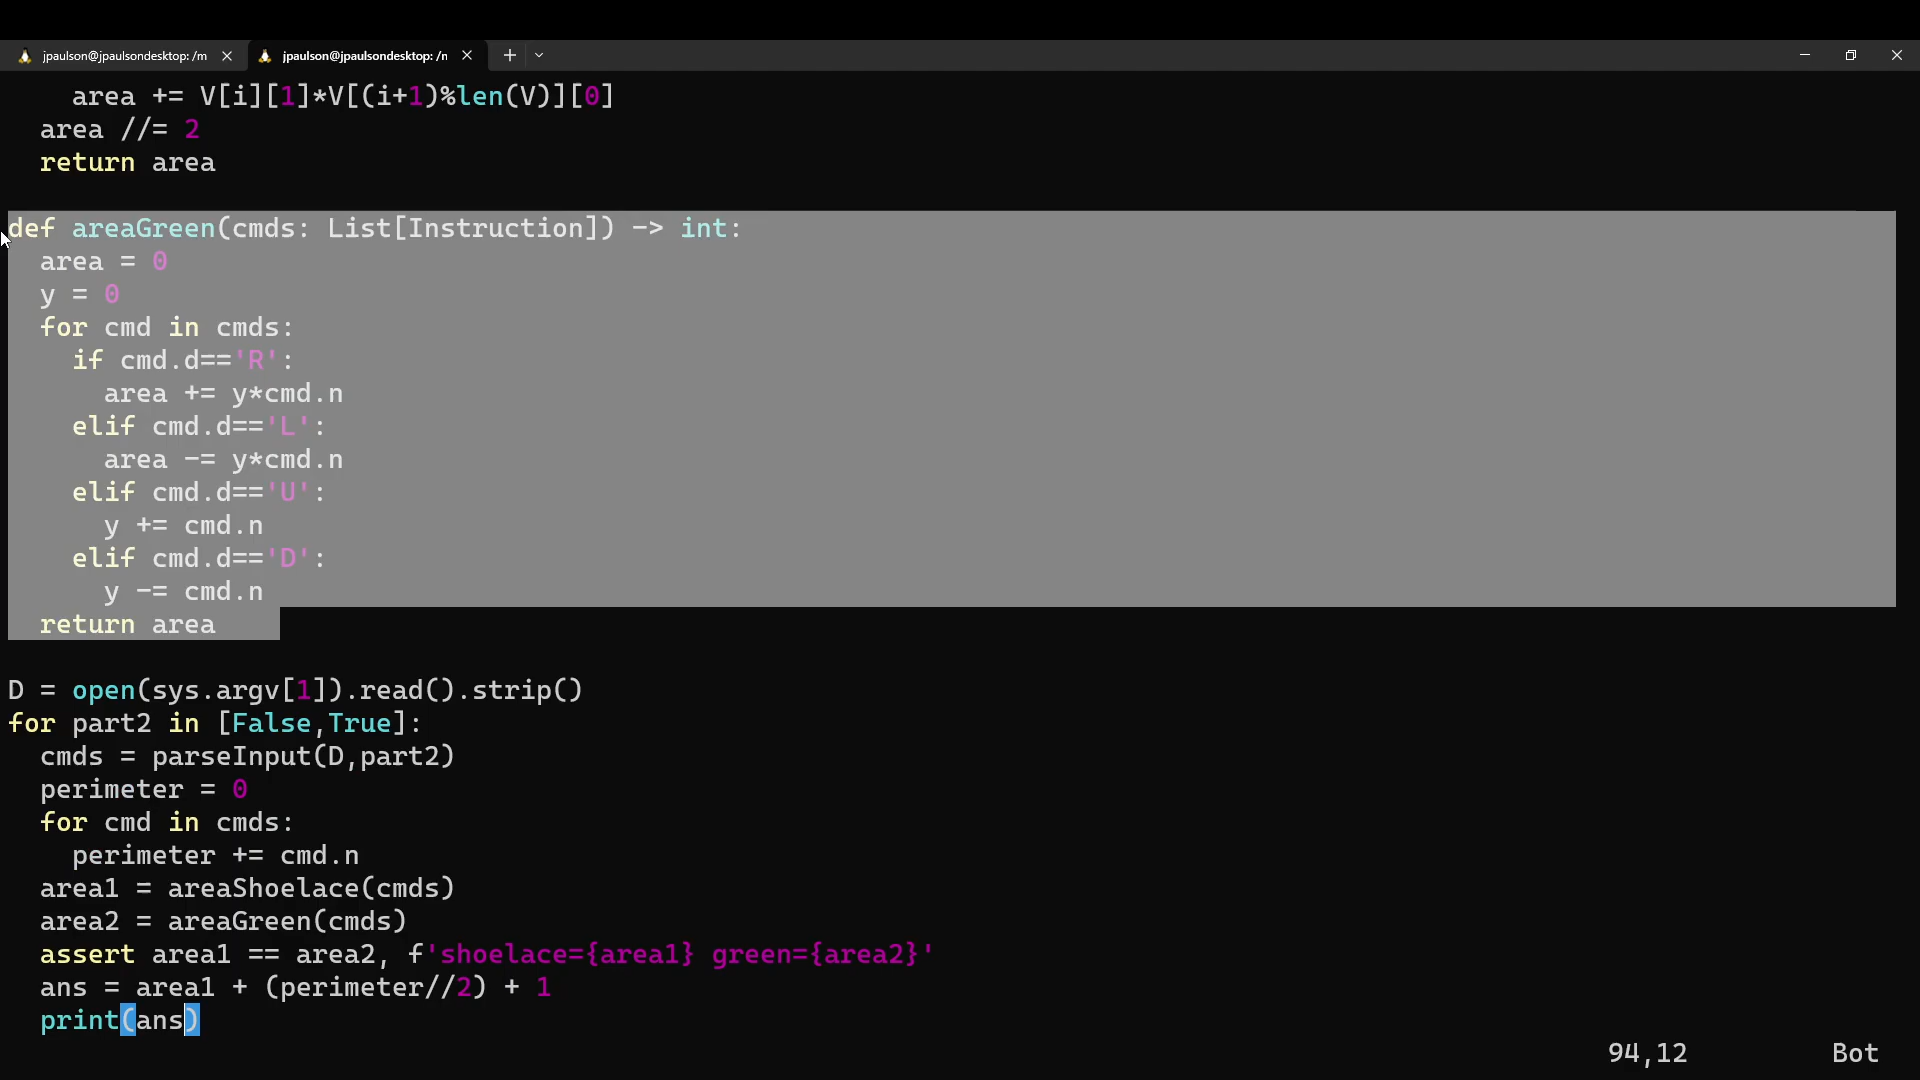 jpaulson@jpaulsondesktop: /m
jpaulson@jpaulsondesktop: /n
      area += V[i][1]*V[(i+1)%len(V)][0]
  area //= 2
  return area
def areaGreen(cmds: List[Instruction]) -> int:
  area = 0
  y = 0
  for cmd in cmds:
    if cmd.d=='R':
      area += y*cmd.n
    elif cmd.d=='L':
      area -= y*cmd.n
    elif cmd.d=='U':
      y += cmd.n
    elif cmd.d=='D':
      y -= cmd.n
  return area
D = open(sys.argv[1]).read().strip()
for part2 in [False,True]:
  cmds = parseInput(D,part2)
  perimeter = 0
  for cmd in cmds:
    perimeter += cmd.n
  area1 = areaShoelace(cmds)
  area2 = areaGreen(cmds)
  assert area1 == area2, f'shoelace={area1} green={area2}'
  ans = area1 + (perimeter//2) + 1
  print(ans)
94,12 Bot